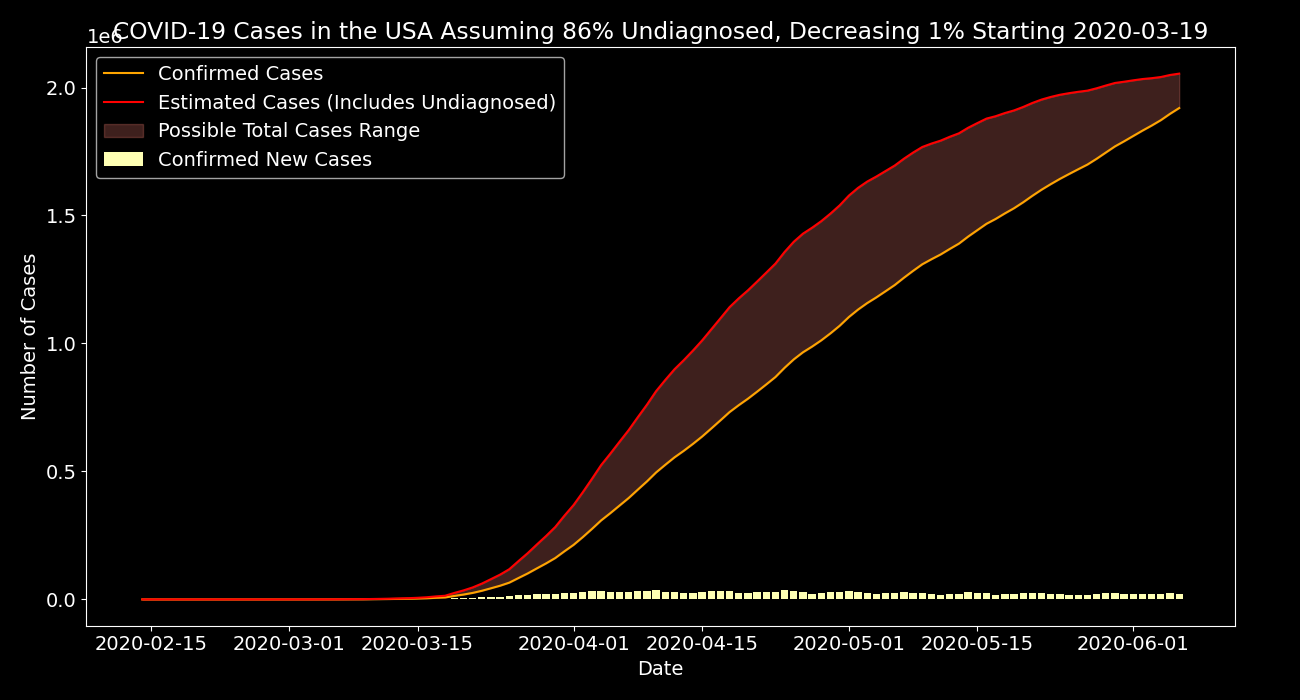 COVID-19 Cases in the USA Assuming 86% Undiagnosed, Decreasing 1% Starting 2020-03-19
1e6
Confirmed Cases
Estimated Cases (Includes Undiagnosed)
Possible Total Cases Range
Confirmed New Cases
2.0
1.5
1.0
0.5
0.0
Number of Cases
2020-02-15 2020-03-01 2020-03-15 2020-04-01 2020-04-15 2020-05-01 2020-05-15 2020-06-01
Date